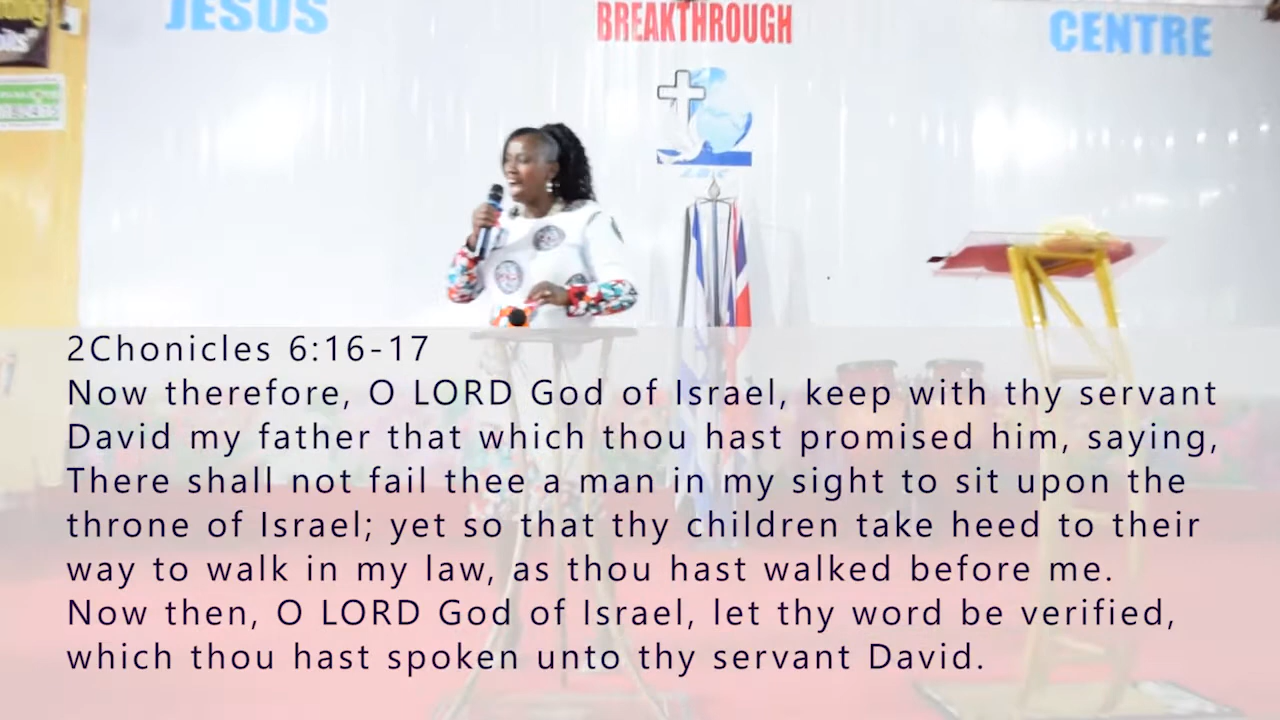 JESUS
BREAKTHROUGH
CENTRE
2Chonicles 6:16-17
Now therefore, O LORD God of Israel, keep with thy servant
David my father that which thou hast promised him, saying,
There shall not fail thee a man in my sight to sit upon the
throne of Israel; yet so that thy children take heed to their
way to walk in my law, as thou hast walked before me.
Now then, O LORD God of Israel, let thy word be verified,
which thou hast spoken unto thy servant David.